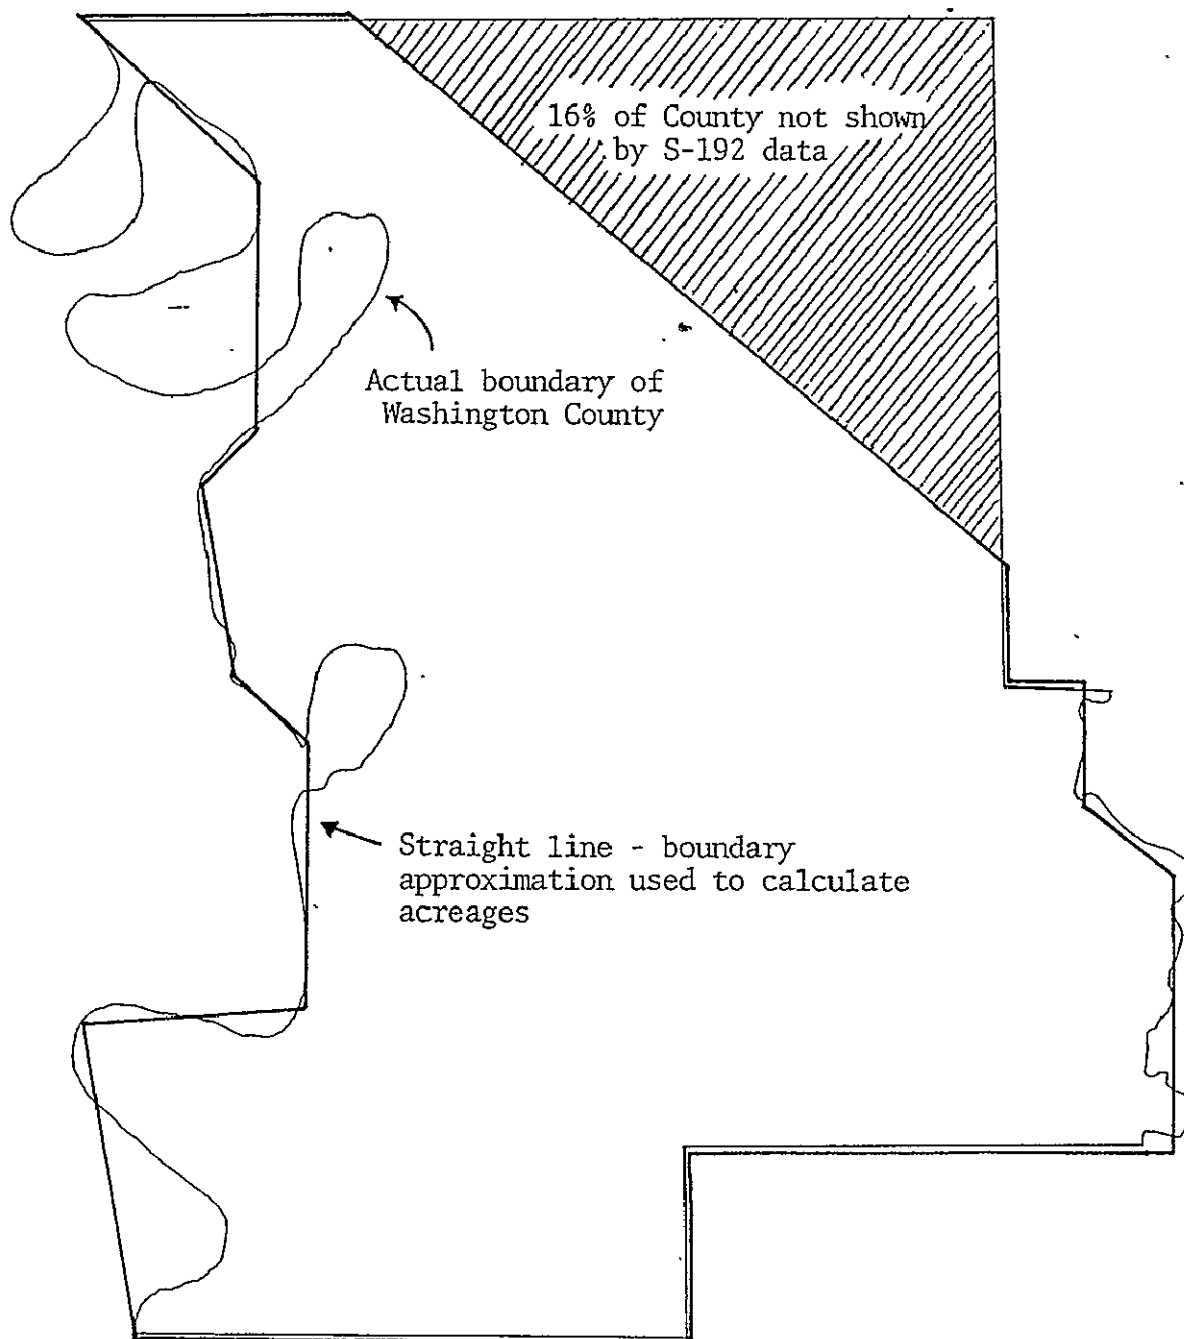 16% of County not shown
by S-192 data
Actual boundary of
Washington County
Straight line - boundary
approximation used to calculate
acreages